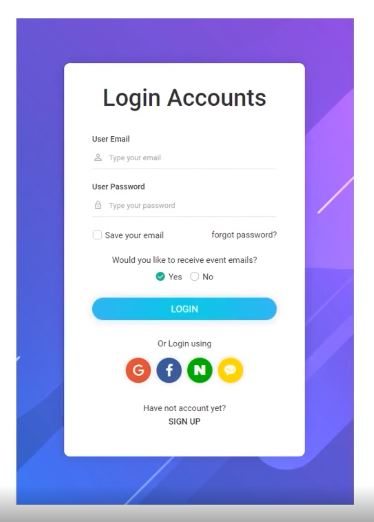 Login Accounts
User Email
Type your email
User Password
Type your password
Save your email forgot password?
Would you like to receive event emails?
Yes No
LOGIN
Or Login using
G f N
Have not account yet?
SIGN UP